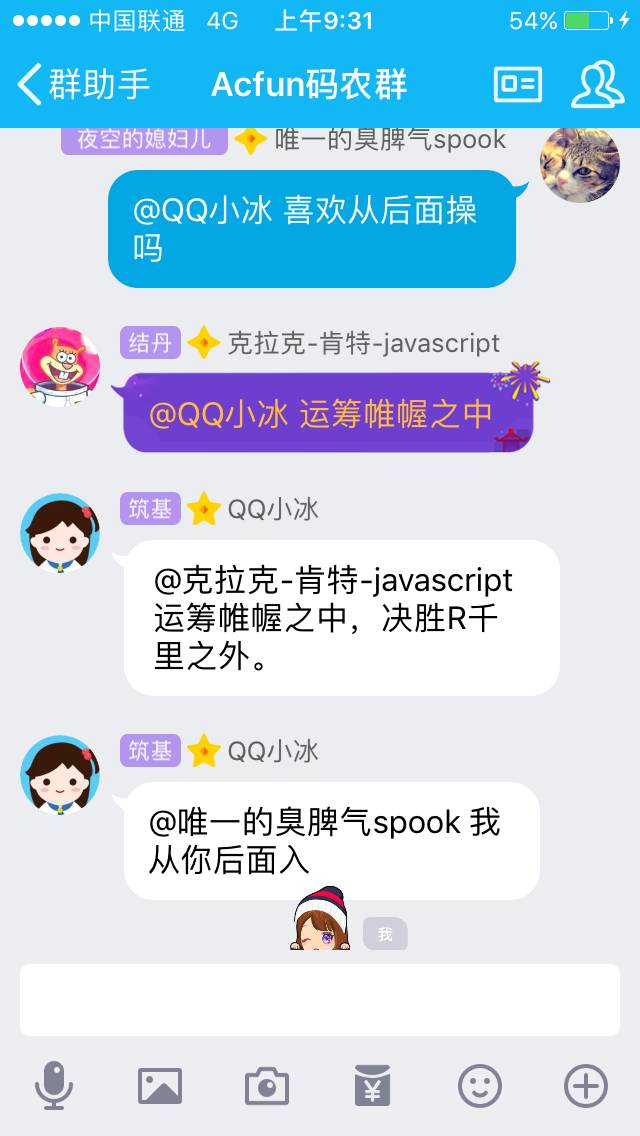 中国联通 4G 上午9:31 54%
群助手 Acfun码农群
夜空的媳妇儿 唯一的臭脾气spook
@QQ小冰 喜欢从后面操
吗
结丹 克拉克-肯特-javascript
@QQ小冰 运筹帷幄之中
筑基 QQ小冰
@克拉克-肯特-javascript
运筹帷幄之中，决胜R千
里之外。
筑基 QQ小冰
@唯一的臭脾气spook 我
从你后面入
我
¥